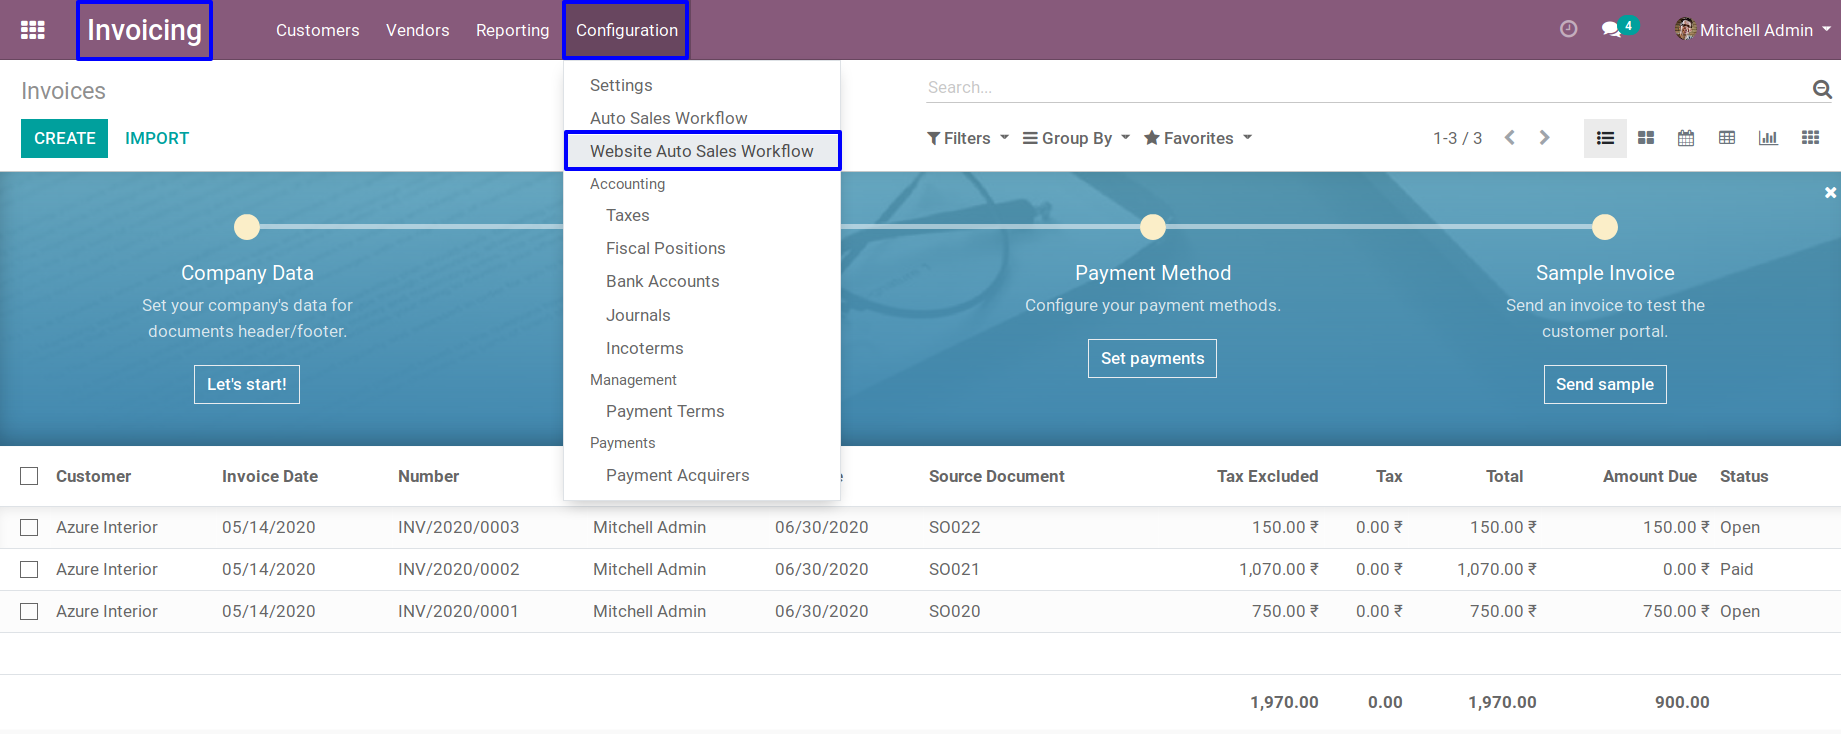 Invoicing Customers Vendors Reporting Configuration 4 Mitchell Admin
Invoices
Search...
CREATE IMPORT
Filters Group By Favorites 1-3 / 3
Settings
Auto Sales Workflow
Website Auto Sales Workflow
Accounting
Taxes
Fiscal Positions
Bank Accounts
Journals
Incoterms
Management
Payment Terms
Payments
Payment Acquirers
Company Data
Set your company's data for
documents header/footer.
Let's start!
Payment Method
Configure your payment methods.
Set payments
Sample Invoice
Send an invoice to test the
customer portal.
Send sample
Customer Invoice Date Number Source Document Tax Excluded Tax Total Amount Due Status
Azure Interior 05/14/2020 INV/2020/0003 Mitchell Admin 06/30/2020 SO022 150.00 ₹ 0.00 ₹ 150.00 ₹ 150.00 ₹ Open
Azure Interior 05/14/2020 INV/2020/0002 Mitchell Admin 06/30/2020 SO021 1,070.00 ₹ 0.00 ₹ 1,070.00 ₹ 0.00 ₹ Paid
Azure Interior 05/14/2020 INV/2020/0001 Mitchell Admin 06/30/2020 SO020 750.00 ₹ 0.00 ₹ 750.00 ₹ 750.00 ₹ Open
1,970.00 0.00 1,970.00 900.00